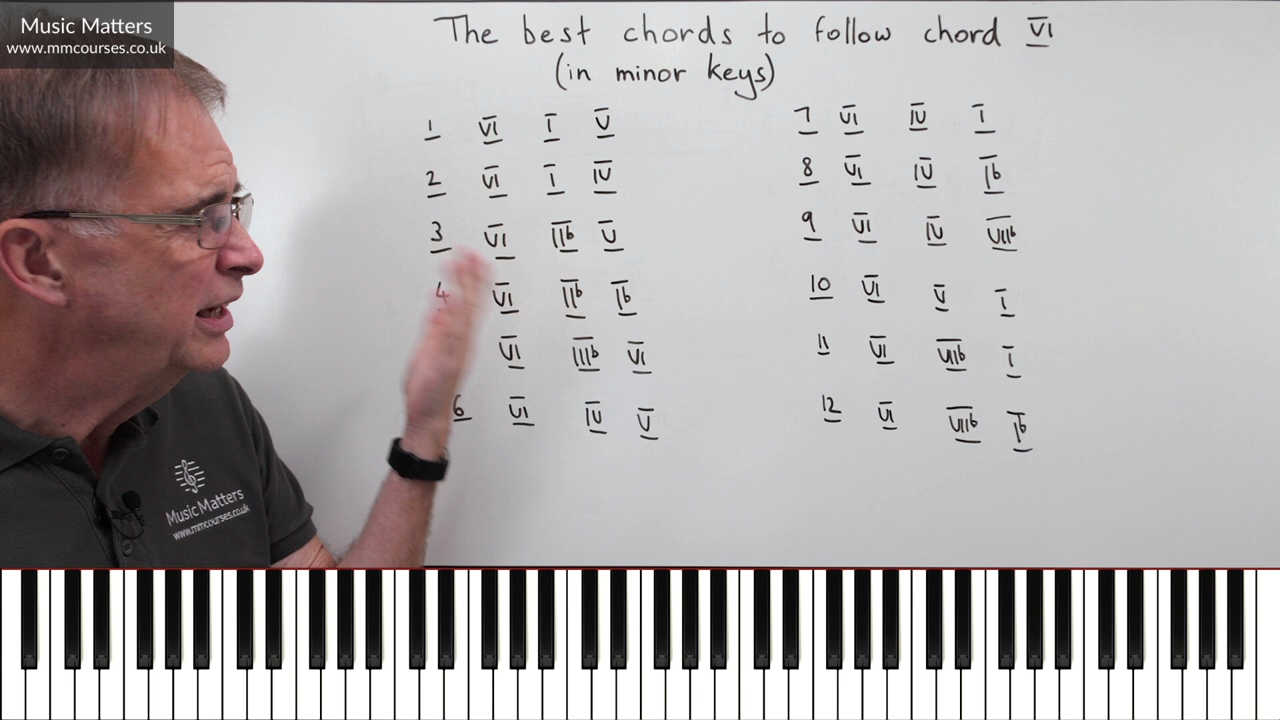 Music Matters
www.mmcourses.co.uk
The best chords to follow chord VI
(in minor keys)
1 VI I V
2 VI I IV
3 VI IIb V
4 VI IIb Ib
VI IIIb VI
6 VI IV V
7 VI IV I
8 VI IV Ib
9 VI IV VIIb
10 VI V I
11 VI VIIb I
12 VI VIIb Ib
Music Matters
www.mmcourses.co.uk